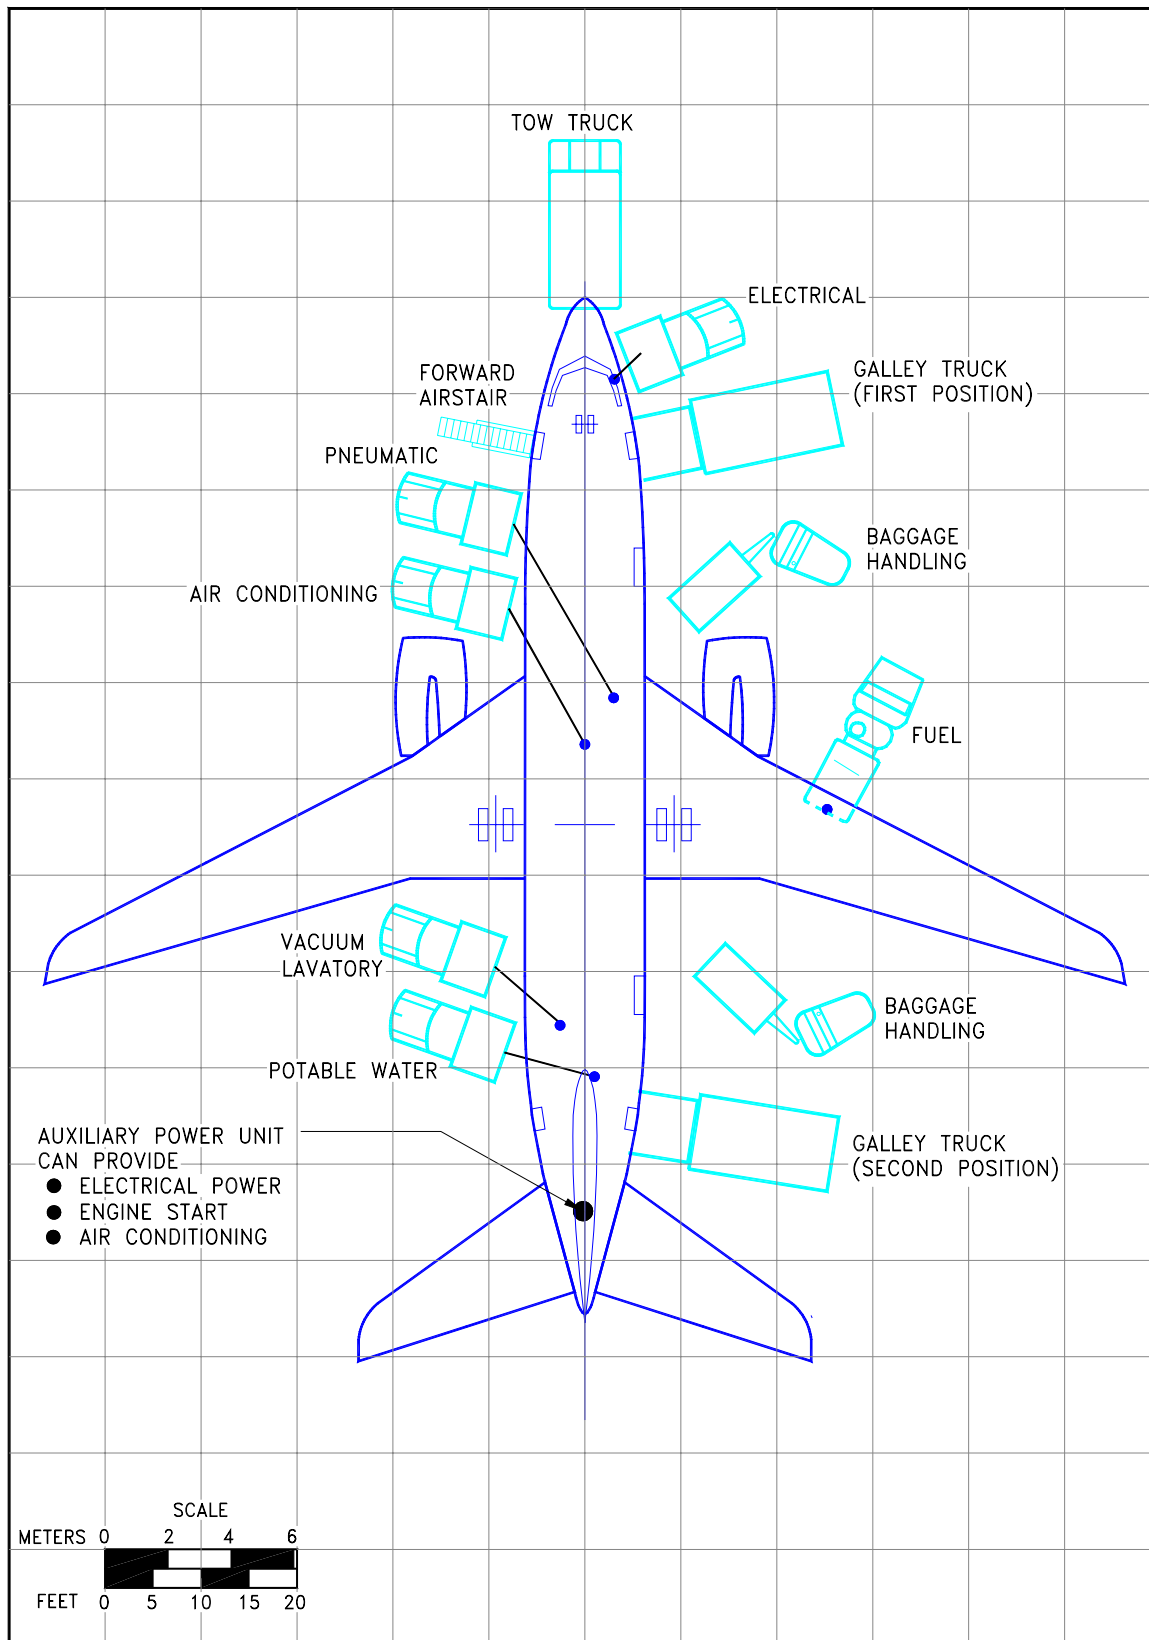 TOW TRUCK
ELECTRICAL
FORWARD
AIRSTAIR
GALLEY TRUCK
(FIRST POSITION)
PNEUMATIC
BAGGAGE
HANDLING
AIR CONDITIONING
FUEL
VACUUM
LAVATORY
BAGGAGE
HANDLING
POTABLE WATER
AUXILIARY POWER UNIT
CAN PROVIDE
● ELECTRICAL POWER
● ENGINE START
● AIR CONDITIONING
GALLEY TRUCK
(SECOND POSITION)
SCALE
METERS 0 2 4 6
FEET 0 5 10 15 20